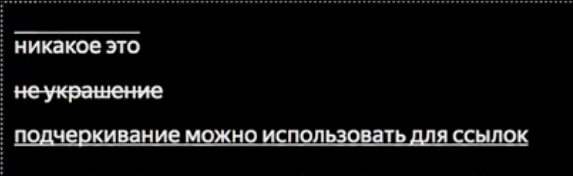 никакое это
не украшение
подчеркивание можно использовать для ссылок